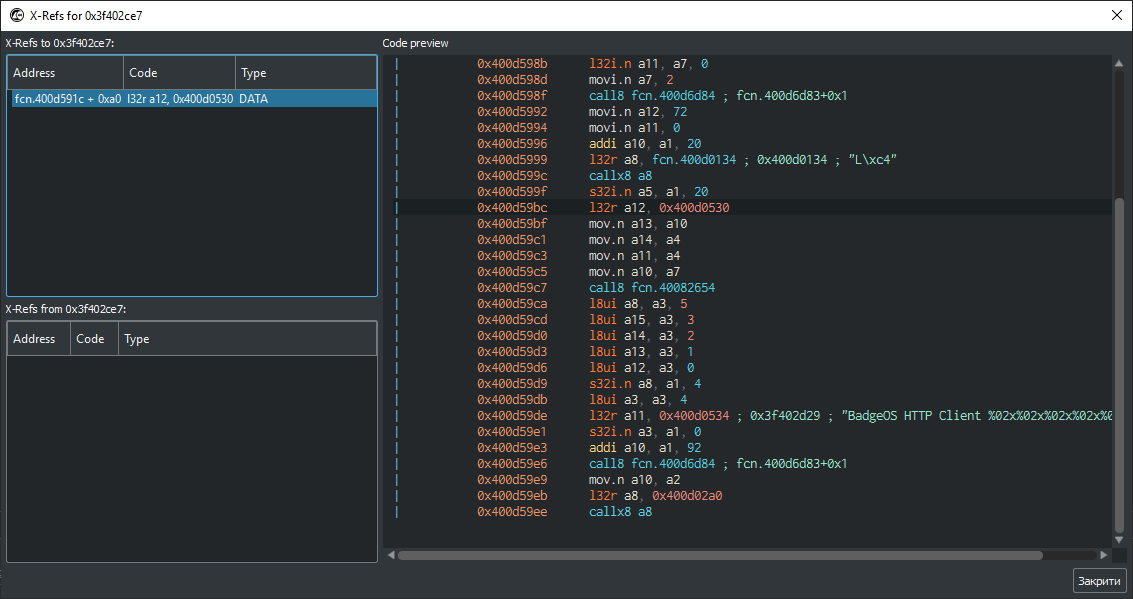 X-Refs for 0x3f402ce7
X-Refs to 0x3f402ce7:
Address Code Type
fcn.400d591c + 0xa0 l32r a12, 0x400d0530 DATA
X-Refs from 0x3f402ce7:
Address Code Type
Code preview
| 0x400d598b l32i.n a11, a7, 0
| 0x400d598d movi.n a7, 2
| 0x400d598f call8 fcn.400d6d84 ; fcn.400d6d83+0x1
| 0x400d5992 movi.n a12, 72
| 0x400d5994 movi.n a11, 0
| 0x400d5996 addi a10, a1, 20
| 0x400d5999 l32r a8, fcn.400d0134 ; 0x400d0134 ; "L\xc4"
| 0x400d599c callx8 a8
| 0x400d599f s32i.n a5, a1, 20
| 0x400d59bc l32r a12, 0x400d0530
| 0x400d59bf mov.n a13, a10
| 0x400d59c1 mov.n a14, a4
| 0x400d59c3 mov.n a11, a4
| 0x400d59c5 mov.n a10, a7
| 0x400d59c7 call8 fcn.40082654
| 0x400d59ca l8ui a8, a3, 5
| 0x400d59cd l8ui a15, a3, 3
| 0x400d59d0 l8ui a14, a3, 2
| 0x400d59d3 l8ui a13, a3, 1
| 0x400d59d6 l8ui a12, a3, 0
| 0x400d59d9 s32i.n a8, a1, 4
| 0x400d59db l8ui a3, a3, 4
| 0x400d59de l32r a11, 0x400d0534 ; 0x3f402d29 ; "BadgeOS HTTP Client %02x%02x%02x%02x%0
| 0x400d59e1 s32i.n a3, a1, 0
| 0x400d59e3 addi a10, a1, 92
| 0x400d59e6 call8 fcn.400d6d84 ; fcn.400d6d83+0x1
| 0x400d59e9 mov.n a10, a2
| 0x400d59eb l32r a8, 0x400d02a0
| 0x400d59ee callx8 a8
Закрити